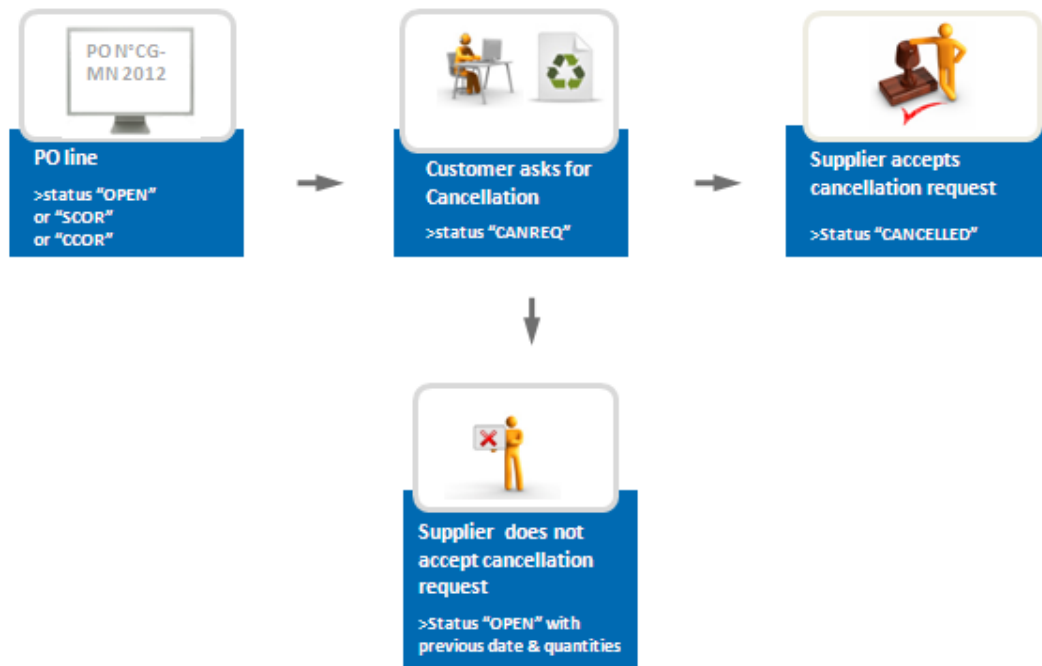 PO N°CG-
MN 2012
PO line
>status “OPEN”
or “SCOR”
or “CCOR”
Customer asks for
Cancellation
>status “CANREQ”
Supplier accepts
cancellation request
>Status “CANCELLED”
Supplier does not
accept cancellation
request
>Status “OPEN” with
previous date & quantities